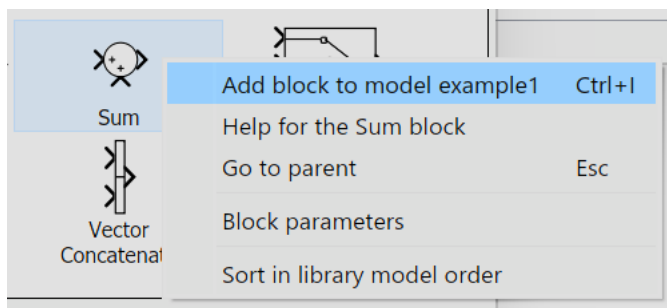 Sum
Vector
Concatenat
Add block to model example1 Ctrl+I
Help for the Sum block
Go to parent Esc
Block parameters
Sort in library model order